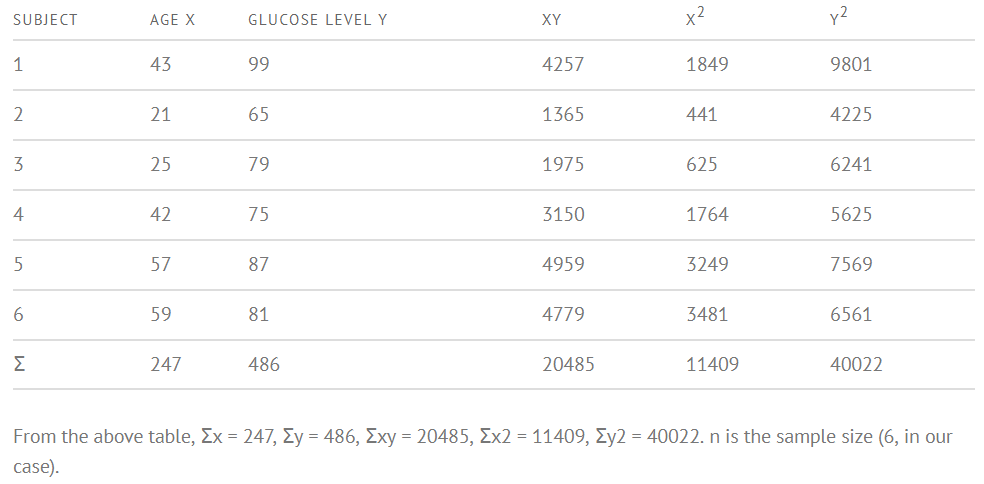 SUBJECT AGE X GLUCOSE LEVEL Y XY X² Y²
1 43 99 4257 1849 9801
2 21 65 1365 441 4225
3 25 79 1975 625 6241
4 42 75 3150 1764 5625
5 57 87 4959 3249 7569
6 59 81 4779 3481 6561
Σ 247 486 20485 11409 40022
From the above table, Σx = 247, Σy = 486, Σxy = 20485, Σx2 = 11409, Σy2 = 40022. n is the sample size (6, in our
case).